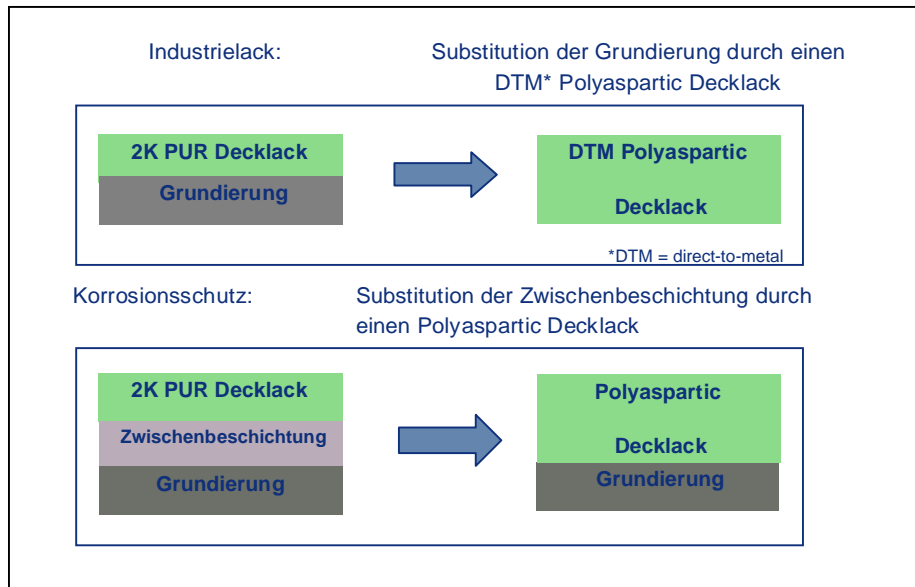 Industrielack:
Substitution der Grundierung durch einen
DTM* Polyaspartic Decklack
2K PUR Decklack
Grundierung
DTM Polyaspartic
Decklack
*DTM = direct-to-metal
Korrosionsschutz:
Substitution der Zwischenbeschichtung durch
einen Polyaspartic Decklack
2K PUR Decklack
Zwischenbeschichtung
Grundierung
Polyaspartic
Decklack
Grundierung